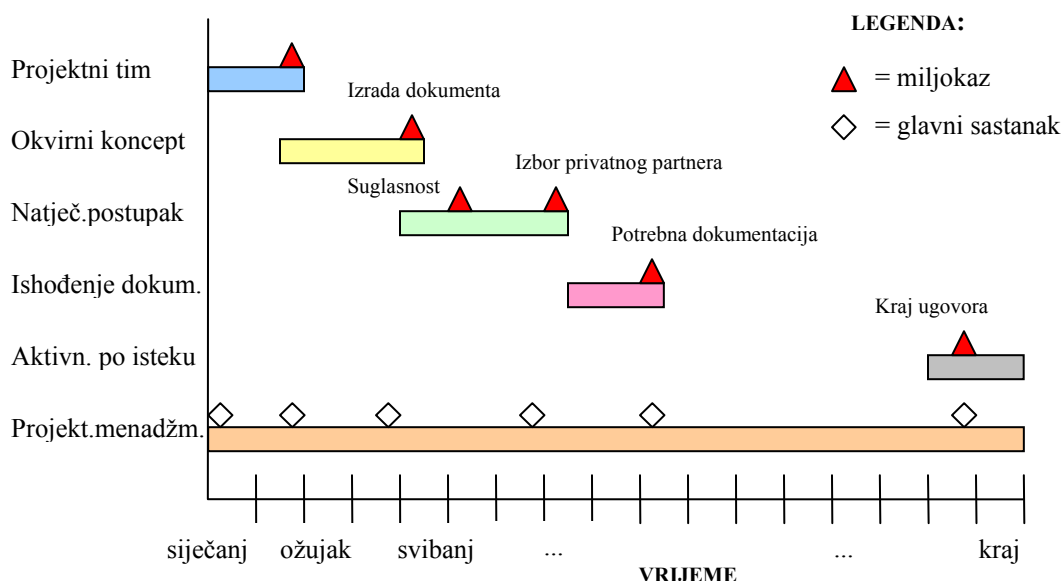 LEGENDA:
= miljokaz
= glavni sastanak
Projektni tim
Izrada dokumenta
Okvirni koncept
Suglasnost
Izbor privatnog partnera
Natječ.postupak
Potrebna dokumentacija
Ishođenje dokum.
Kraj ugovora
Aktivn. po isteku
Projekt.menadžm.
siječanj ožujak svibanj ... ... kraj
VRIJEME